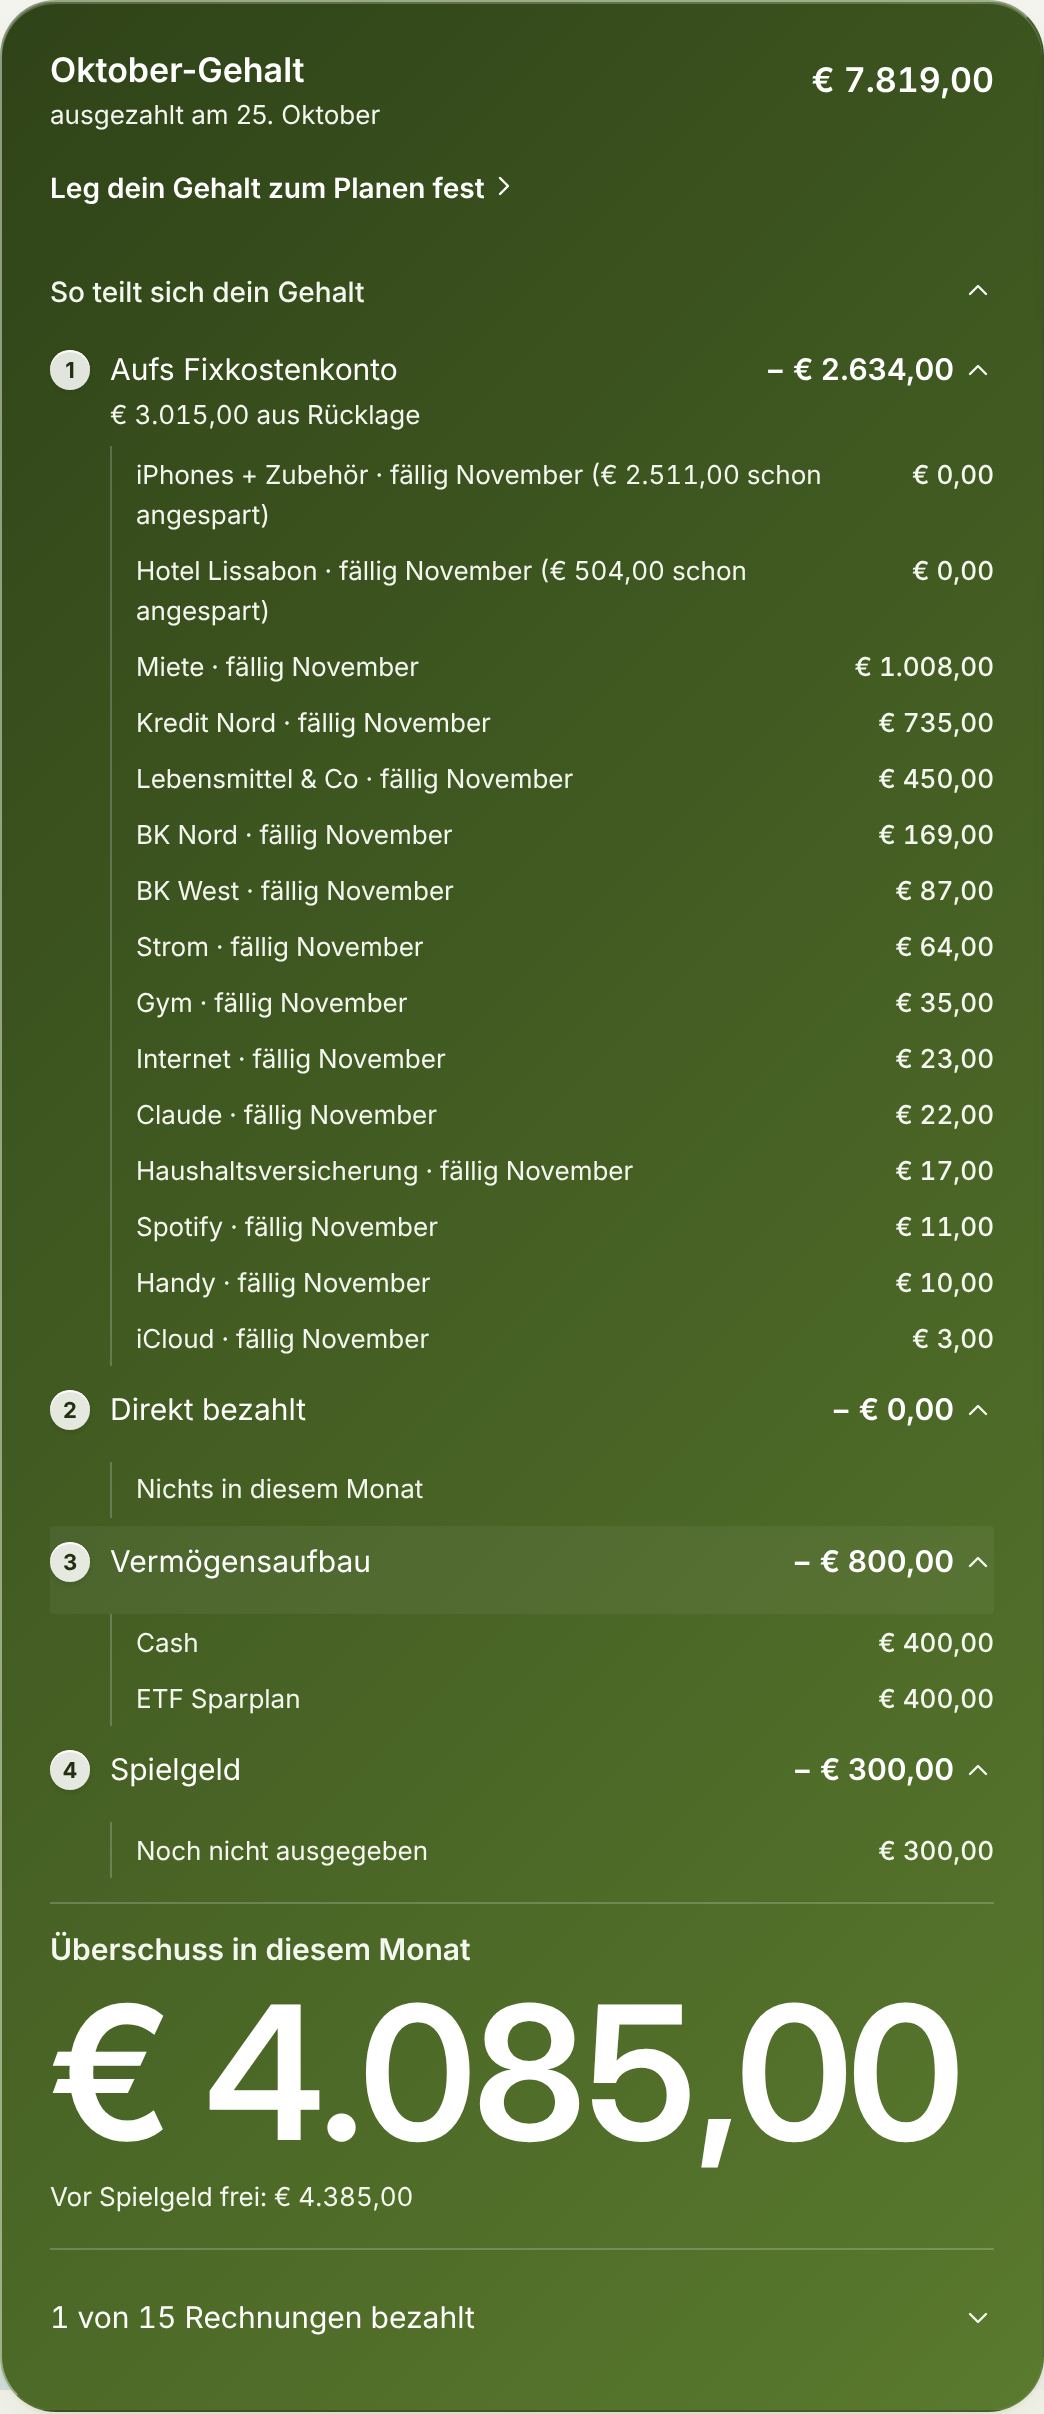 Oktober-Gehalt
€ 7.819,00
ausgezahlt am 25. Oktober
Leg dein Gehalt zum Planen fest
So teilt sich dein Gehalt
1 Aufs Fixkostenkonto – € 2.634,00
€ 3.015,00 aus Rücklage
iPhones + Zubehör · fällig November (€ 2.511,00 schon € 0,00
angespart)
Hotel Lissabon · fällig November (€ 504,00 schon € 0,00
angespart)
Miete · fällig November € 1.008,00
Kredit Nord · fällig November € 735,00
Lebensmittel & Co · fällig November € 450,00
BK Nord · fällig November € 169,00
BK West · fällig November € 87,00
Strom · fällig November € 64,00
Gym · fällig November € 35,00
Internet · fällig November € 23,00
Claude · fällig November € 22,00
Haushaltsversicherung · fällig November € 17,00
Spotify · fällig November € 11,00
Handy · fällig November € 10,00
iCloud · fällig November € 3,00
2 Direkt bezahlt – € 0,00
Nichts in diesem Monat
3 Vermögensaufbau – € 800,00
Cash € 400,00
ETF Sparplan € 400,00
4 Spielgeld – € 300,00
Noch nicht ausgegeben € 300,00
Überschuss in diesem Monat
€ 4.085,00
Vor Spielgeld frei: € 4.385,00
1 von 15 Rechnungen bezahlt